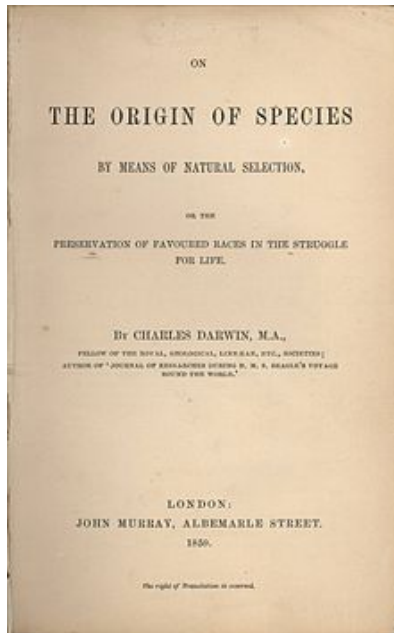 ON
THE ORIGIN OF SPECIES
BY MEANS OF NATURAL SELECTION,
OR THE
PRESERVATION OF FAVOURED RACES IN THE STRUGGLE
FOR LIFE.
By CHARLES DARWIN, M.A.,
FELLOW OF THE ROYAL, GEOLOGICAL, LINNÆAN, ETC., SOCIETIES;
AUTHOR OF 'JOURNAL OF RESEARCHES DURING H. M. S. BEAGLE'S VOYAGE
ROUND THE WORLD.'
LONDON:
JOHN MURRAY, ALBEMARLE STREET.
1859.
The right of Translation is reserved.